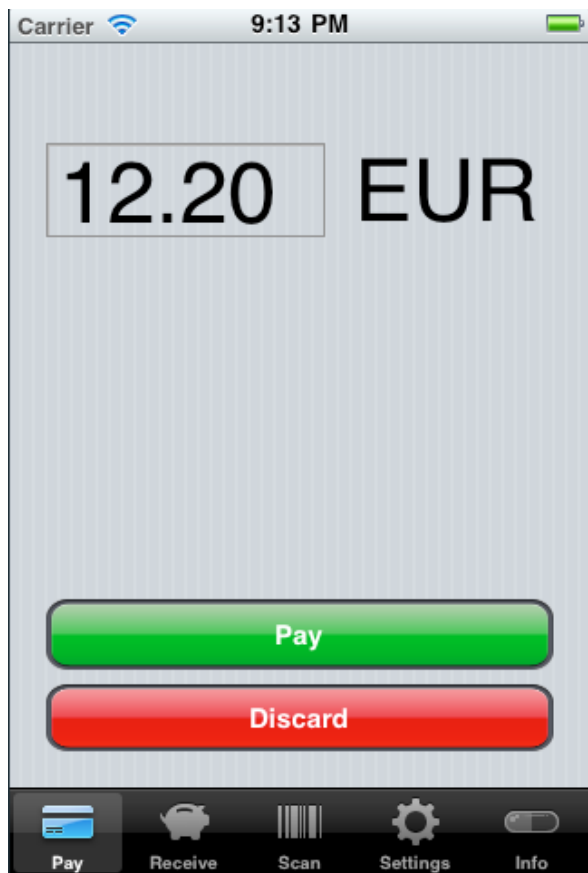 Carrier 9:13 PM
12.20 EUR
Pay
Discard
Pay Receive Scan Settings Info